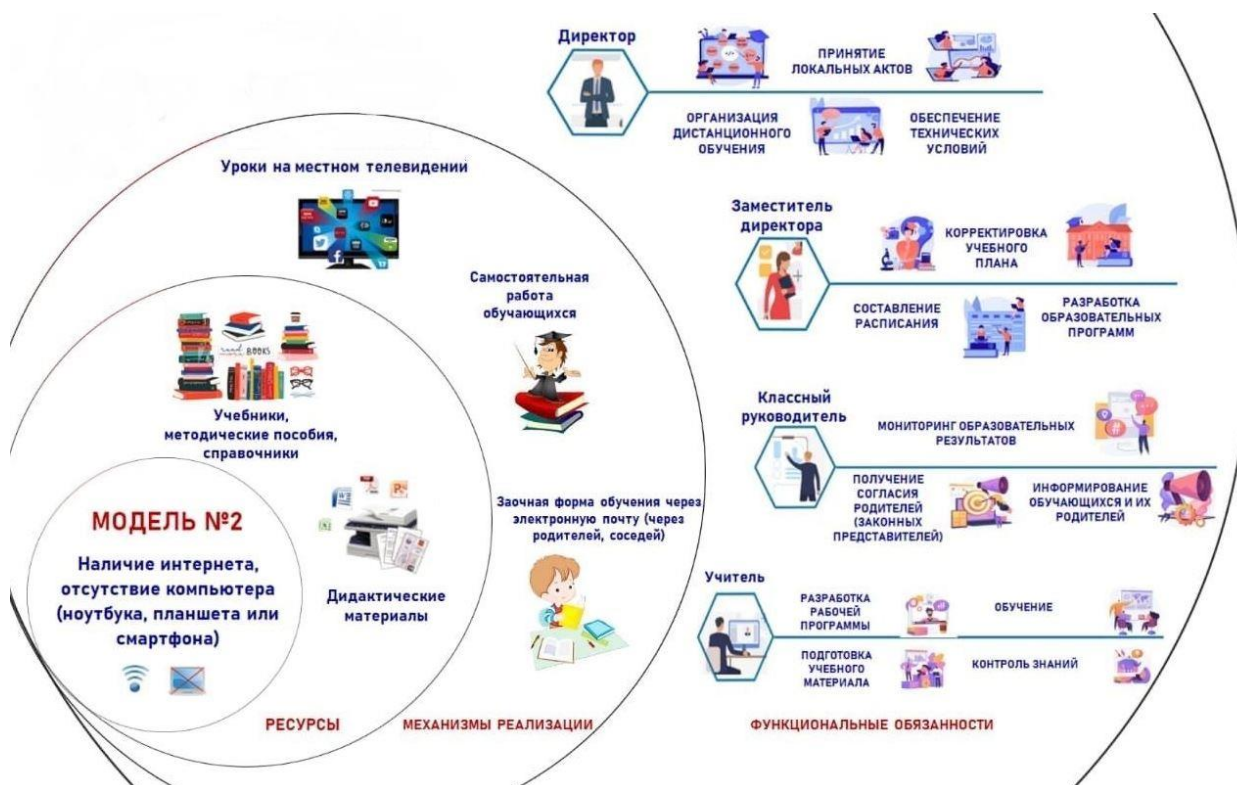 Директор
ПРИНЯТИЕ
ЛОКАЛЬНЫХ АКТОВ
ОРГАНИЗАЦИЯ
ДИСТАНЦИОННОГО
ОБУЧЕНИЯ
ОБЕСПЕЧЕНИЕ
ТЕХНИЧЕСКИХ
УСЛОВИЙ
Уроки на местном телевидении
Заместитель
директора
КОРРЕКТИРОВКА
УЧЕБНОГО
ПЛАНА
СОСТАВЛЕНИЕ
РАСПИСАНИЯ
РАЗРАБОТКА
ОБРАЗОВАТЕЛЬНЫХ
ПРОГРАММ
Самостоятельная
работа
обучающихся
read
BOOKS
Учебники,
методические пособия,
справочники
Классный
руководитель
МОНИТОРИНГ ОБРАЗОВАТЕЛЬНЫХ
РЕЗУЛЬТАТОВ
ПОЛУЧЕНИЕ
СОГЛАСИЯ
РОДИТЕЛЕЙ
(ЗАКОННЫХ
ПРЕДСТАВИТЕЛЕЙ)
ИНФОРМИРОВАНИЕ
ОБУЧАЮЩИХСЯ И ИХ
РОДИТЕЛЕЙ
МОДЕЛЬ №2
Наличие интернета,
отсутствие компьютера
(ноутбука, планшета или
смартфона)
Дидактические
материалы
Заочная форма обучения через
электронную почту (через
родителей, соседей)
Учитель
РАЗРАБОТКА
РАБОЧЕЙ
ПРОГРАММЫ
ОБУЧЕНИЕ
ПОДГОТОВКА
УЧЕБНОГО
МАТЕРИАЛА
КОНТРОЛЬ ЗНАНИЙ
РЕСУРСЫ
МЕХАНИЗМЫ РЕАЛИЗАЦИИ
ФУНКЦИОНАЛЬНЫЕ ОБЯЗАННОСТИ